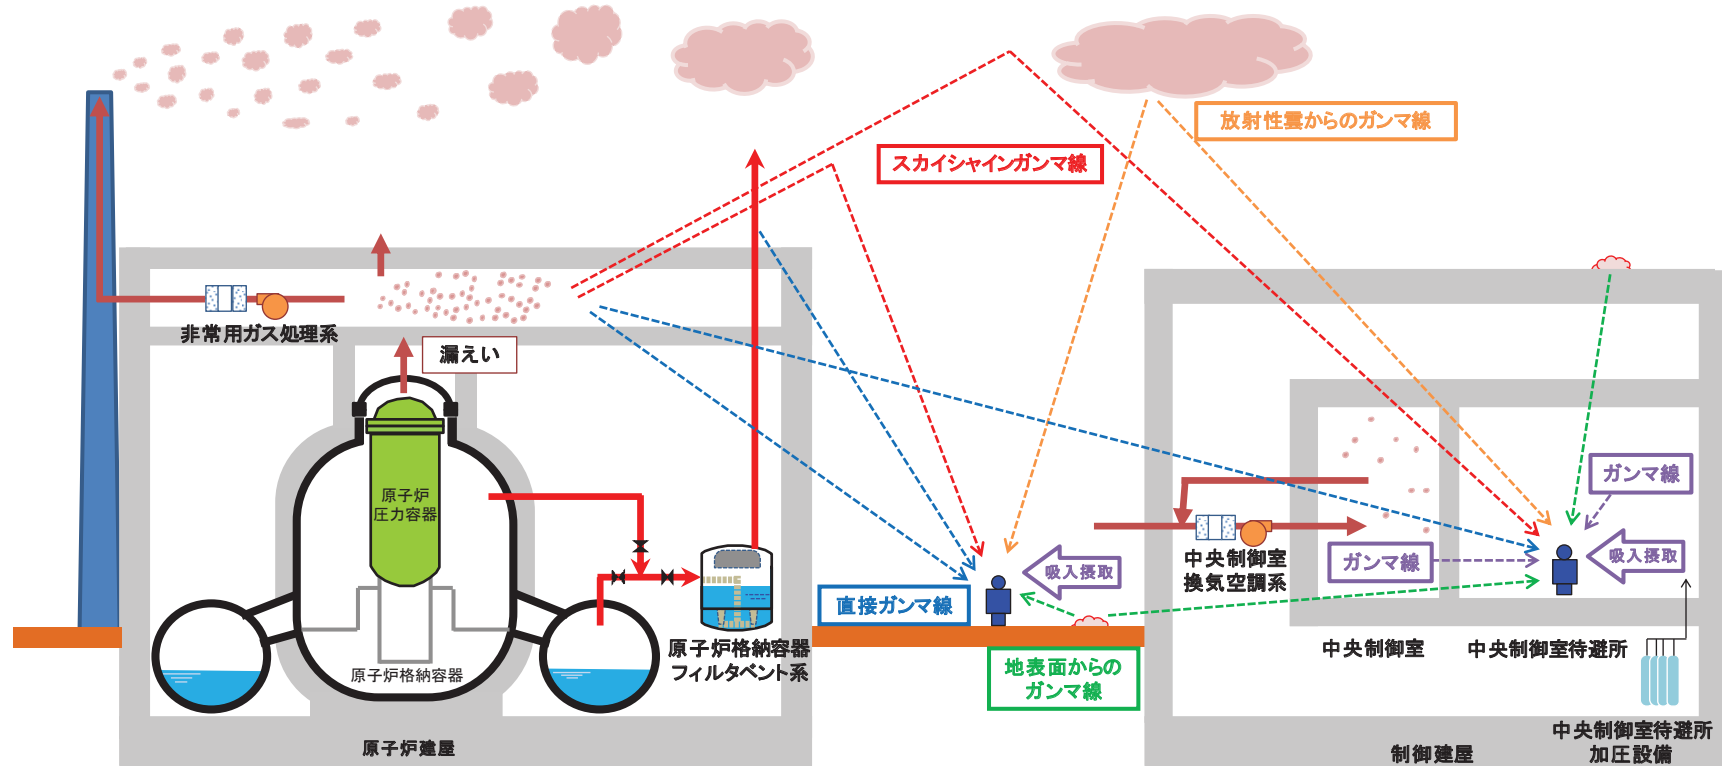 放射性雲からのガンマ線
スカイシャインガンマ線
非常用ガス処理系
漏えい
原子炉
圧力容器
原子炉格納容器
原子炉格納容器
フィルタベント系
原子炉建屋
直接ガンマ線
吸入摂取
地表面からの
ガンマ線
中央制御室
換気空調系
ガンマ線
ガンマ線
吸入摂取
中央制御室
中央制御室待避所
中央制御室待避所
加圧設備
制御建屋